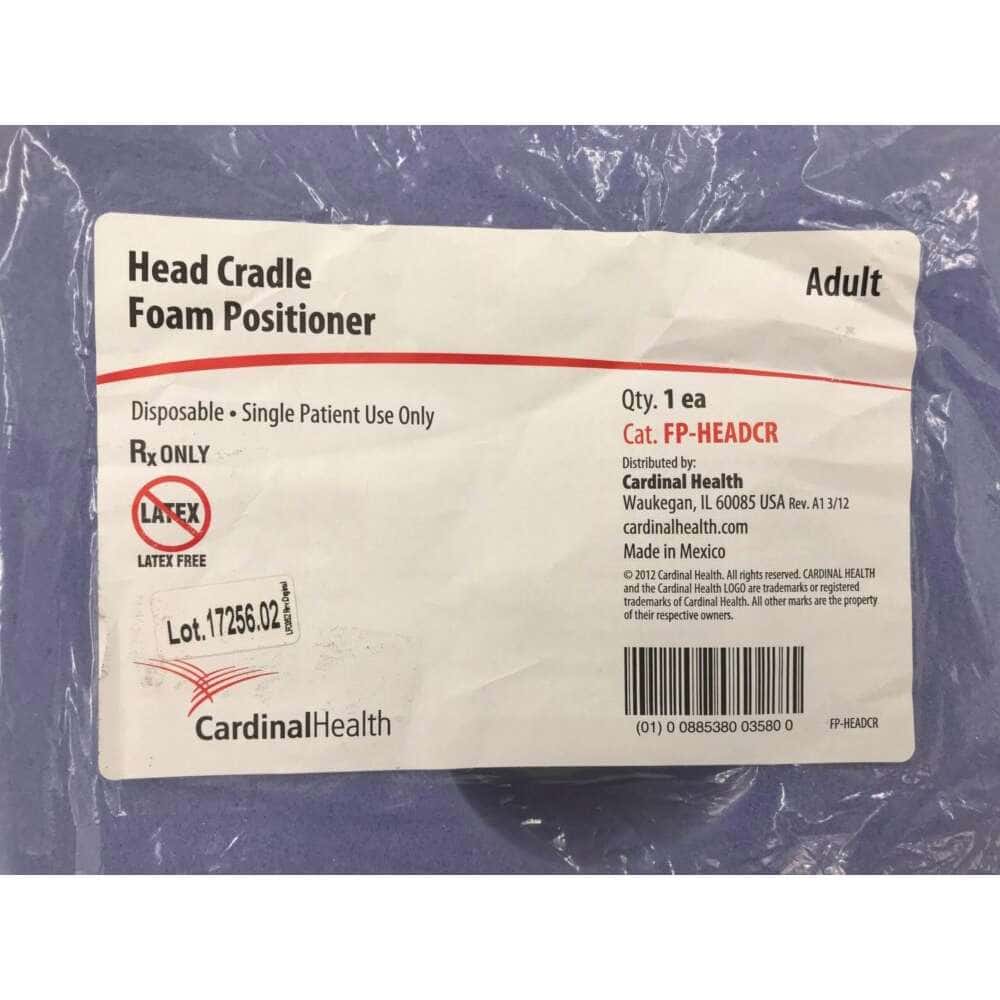 Head Cradle
Foam Positioner
Adult
Disposable • Single Patient Use Only
Rx ONLY
LATEX
LATEX FREE
Lot.17256.02
CardinalHealth
Qty. 1 ea
Cat. FP-HEADCR
Distributed by:
Cardinal Health
Waukegan, IL 60085 USA Rev. A1 3/12
cardinalhealth.com
Made in Mexico
© 2012 Cardinal Health. All rights reserved. CARDINAL HEALTH
and the Cardinal Health LOGO are trademarks or registered
trademarks of Cardinal Health. All other marks are the property
of their respective owners.
(01) 0 0885380 03580 0
FP-HEADCR